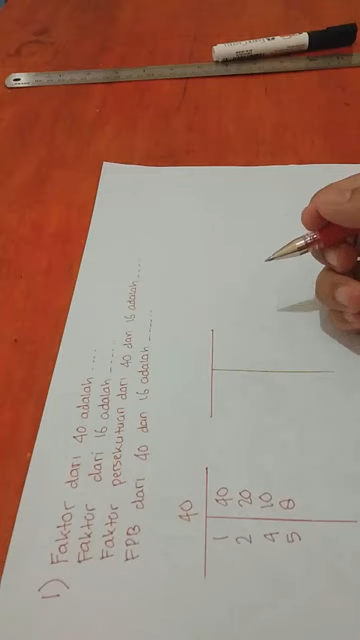 1) Faktor dari 40 adalah ....
Faktor dari 16 adalah ......
Faktor persekutuan dari 40 dan 16 adalah ....
FPB dari 40 dan 16 adalah ......
40
1 40
2 20
4 10
5 8